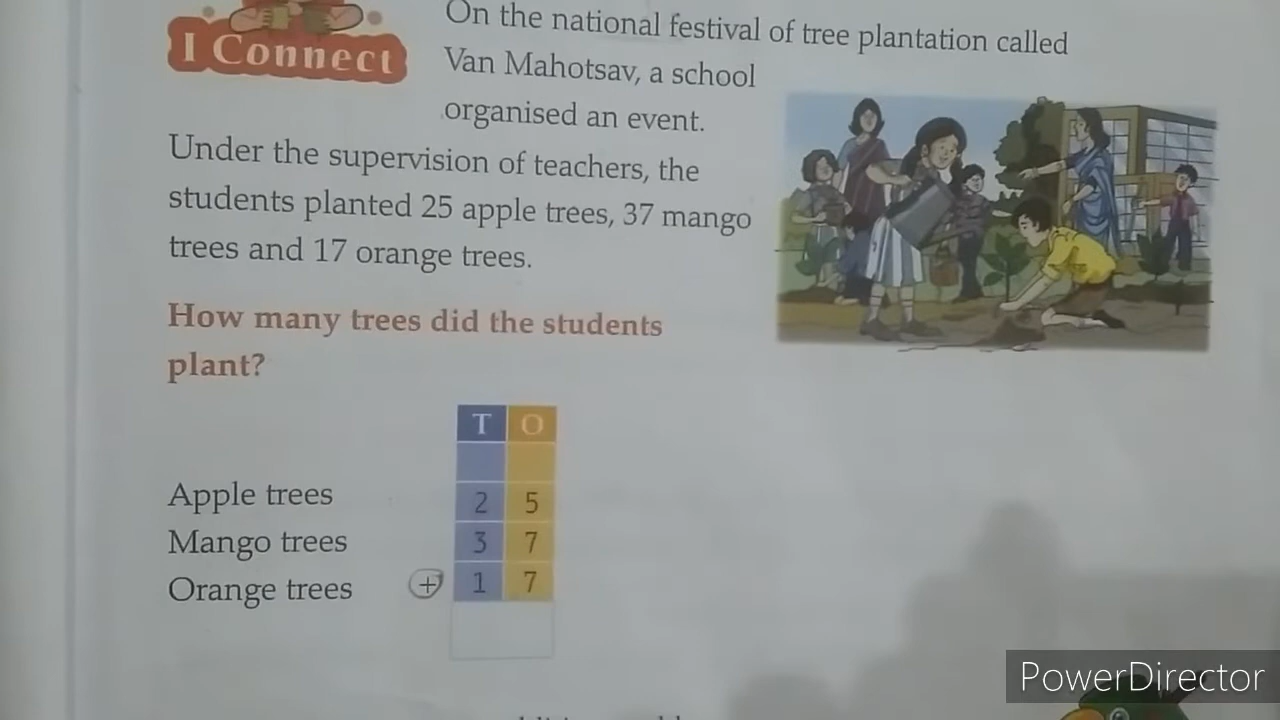 I Connect
On the national festival of tree plantation called
Van Mahotsav, a school
organised an event.
Under the supervision of teachers, the
students planted 25 apple trees, 37 mango
trees and 17 orange trees.
How many trees did the students
plant?
T O
Apple trees 2 5
Mango trees 3 7
Orange trees + 1 7
PowerDirector